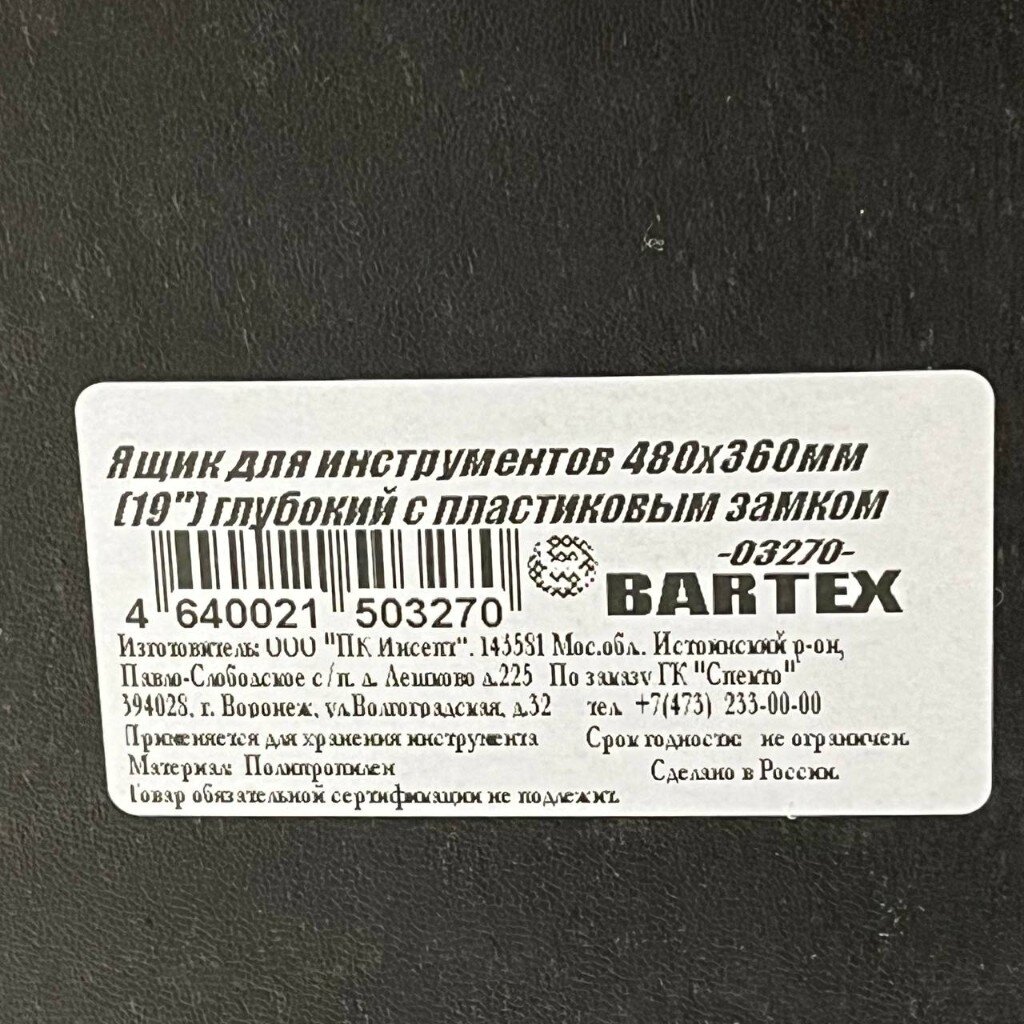 Ящик для инструментов 480х360мм
(19") глубокий с пластиковым замком
-03270-
BARTEX
4 640021 503270
Изготовитель: ООО "ПК Инсепт". 143581 Мос.обл. Истринский р-он,
Павло-Слободское с/п. д. Лешково д.225 По заказу ГК "Спекто"
394028, г. Воронеж, ул.Волгоградская, д.32 тел. +7(473) 233-00-00
Применяется для хранения инструмента Срок годности: не ограничен.
Материал: Полипропилен Сделано в России.
Товар обязательной сертификации не подлежит.